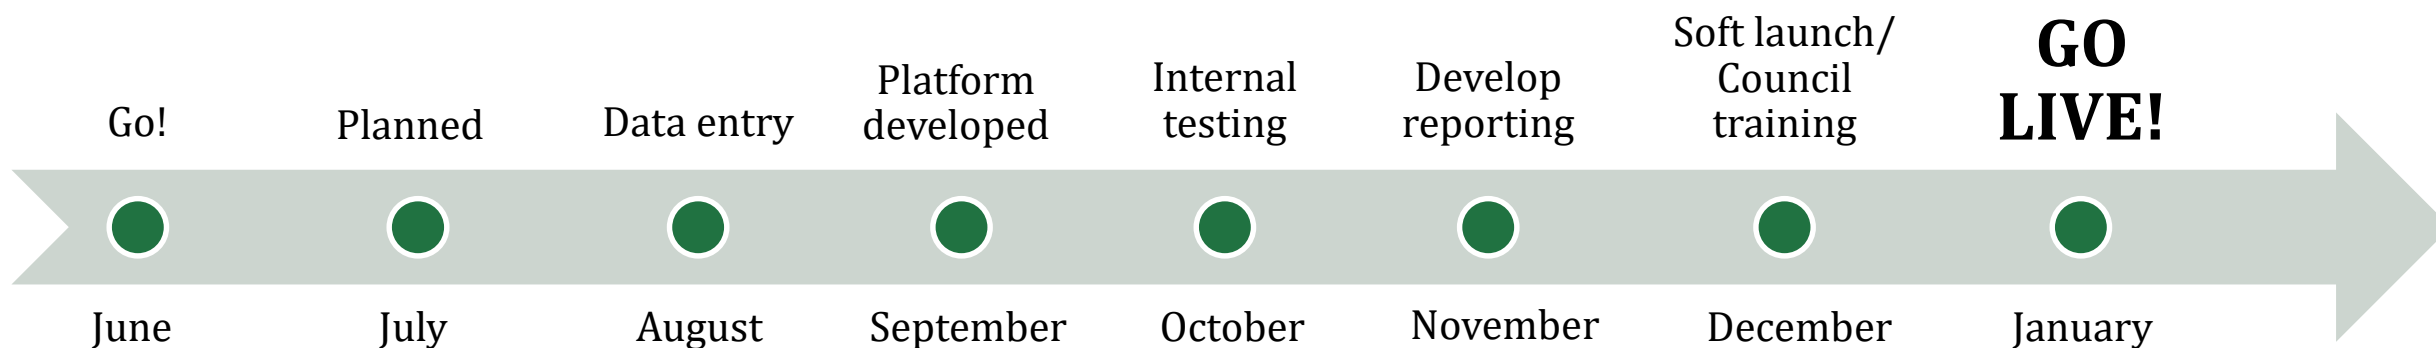 Go!
Planned
Data entry
Platform
developed
Internal
testing
Develop
reporting
Soft launch/
Council
training
GO
LIVE!
June
July
August
September
October
November
December
January